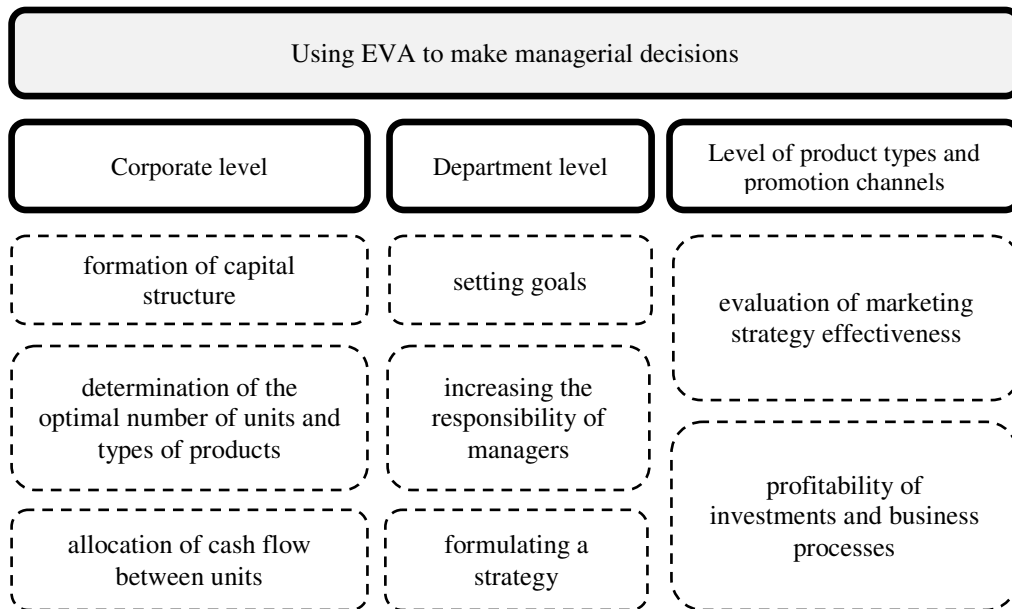 Using EVA to make managerial decisions
Corporate level
Department level
Level of product types and
promotion channels
formation of capital
structure
setting goals
evaluation of marketing
strategy effectiveness
determination of the
optimal number of units and
types of products
increasing the
responsibility of
managers
profitability of
investments and business
processes
allocation of cash flow
between units
formulating a
strategy